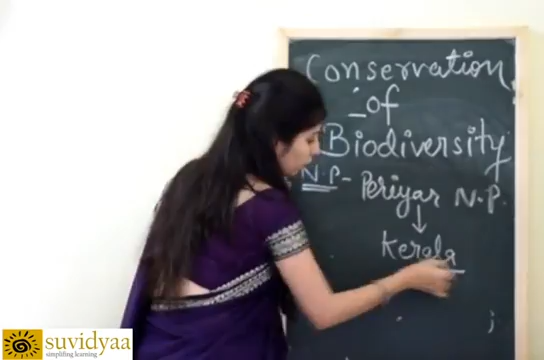 Conservation
of
Biodiversity
N.P- Periyar N.P.
Kerala
suvidyaa
simplifing learning